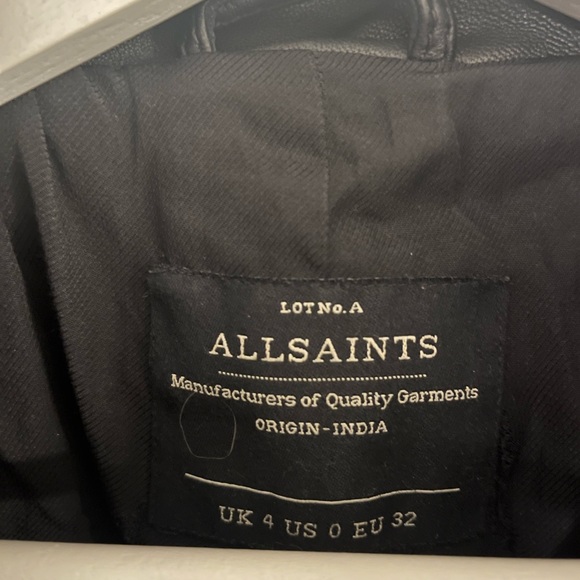 LOT No. A
ALLSAINTS
Manufacturers of Quality Garments
ORIGIN-INDIA
UK 4 US 0 EU 32